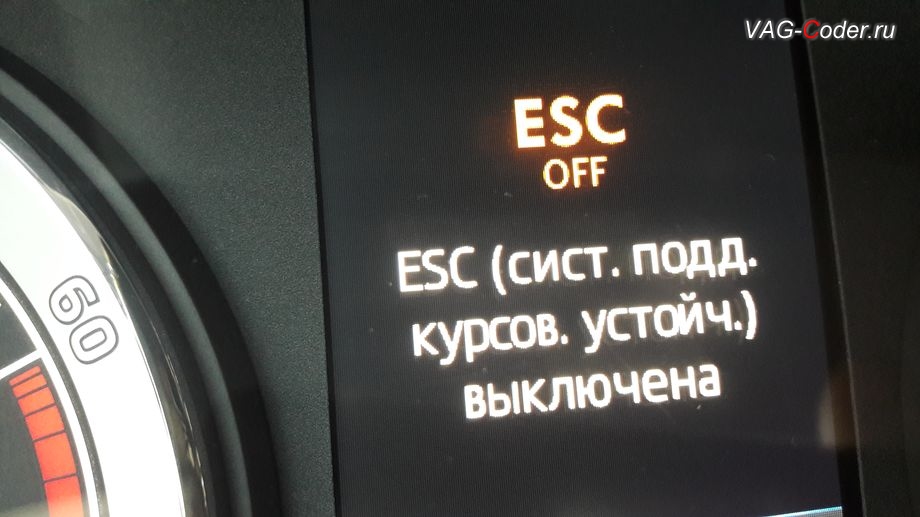 VAG-Coder.ru
ESC
OFF
ESC (сист. подд.
курсов. устойч.)
выключена
60